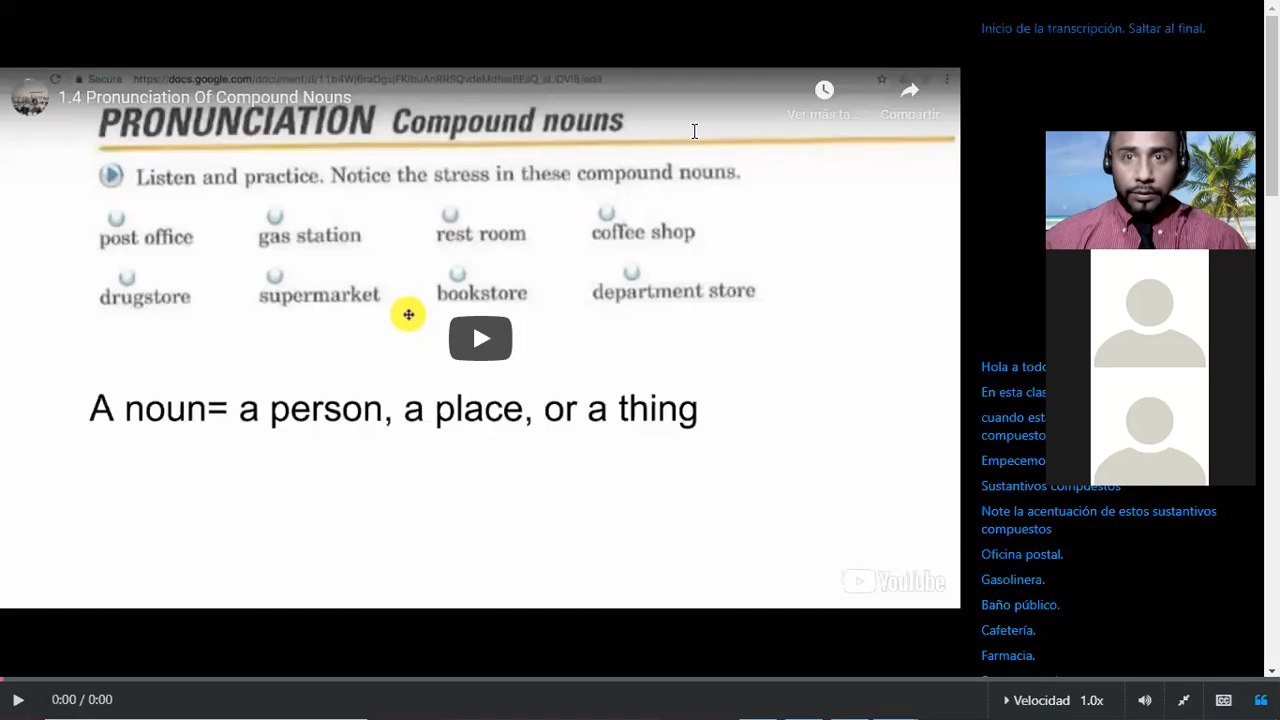 Inicio de la transcripción. Saltar al final.
Secure
1.4 Pronunciation Of Compound Nouns
Ver más ta...
Compartir
PRONUNCIATION Compound nouns
Listen and practice. Notice the stress in these compound nouns.
post office gas station rest room coffee shop
drugstore supermarket bookstore department store
A noun= a person, a place, or a thing
YouTube
Hola a todo
En esta clas
cuando esta
compuesto
Empecemo
Sustantivos compuestos
Note la acentuación de estos sustantivos
compuestos
Oficina postal.
Gasolinera.
Baño público.
Cafetería.
Farmacia.
0:00 / 0:00
Velocidad 1.0x
CC